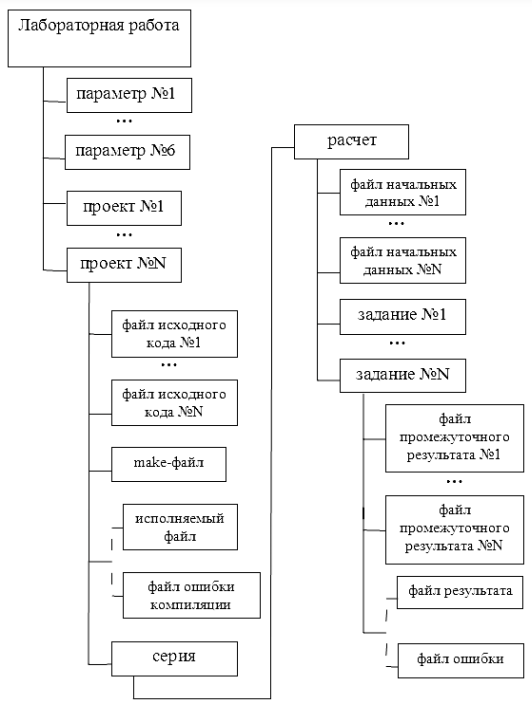 Лабораторная работа
параметр №1
...
параметр №6
проект №1
...
проект №N
файл исходного
кода №1
...
файл исходного
кода №N
make-файл
исполняемый
файл
файл ошибки
компиляции
серия
расчет
файл начальных
данных №1
...
файл начальных
данных №N
задание №1
...
задание №N
файл
промежуточного
результата №1
...
файл
промежуточного
результата №N
файл результата
файл ошибки